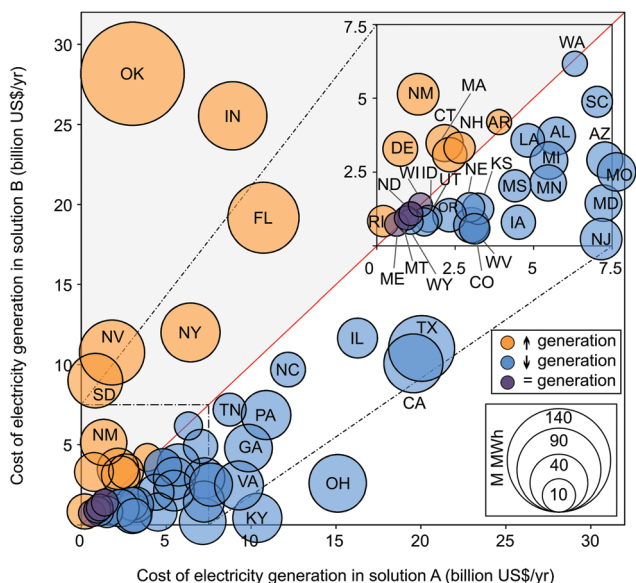 30
25
20
15
10
5
0
5
10
15
20
25
30
Cost of electricity generation in solution B (billion US$/yr)
Cost of electricity generation in solution A (billion US$/yr)
OK
IN
FL
NV
NY
SD
NM
IL
TX
CA
NC
TN
PA
GA
VA
OH
KY
7.5
5
2.5
0
0
2.5
5
7.5
WA
NM
MA
SC
CT
NH
AR
LA
AL
AZ
DE
WI
ID
UT
NE
KS
MI
MO
ND
OR
MS
MN
MD
RI
IA
NJ
ME
MT
WY
CO
WV
↑ generation
↓ generation
= generation
M MWh
140
90
40
10